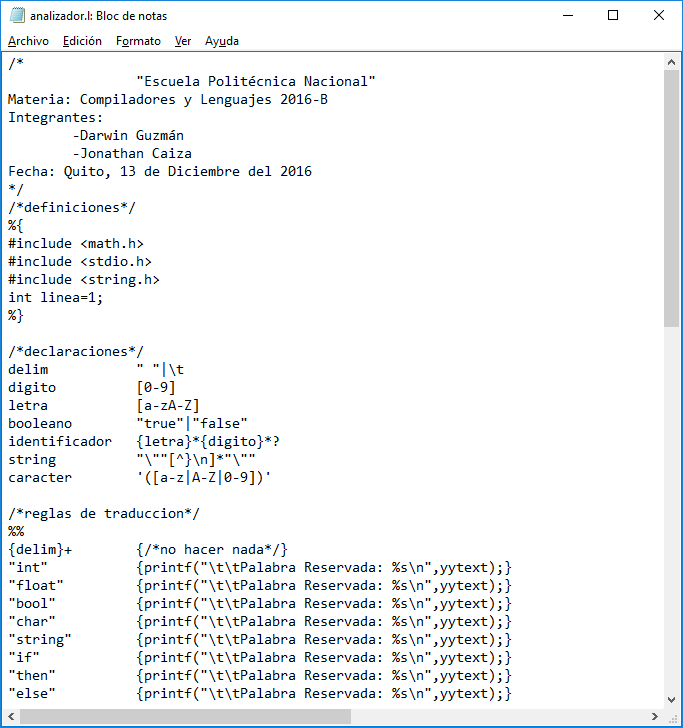 analizador.l: Bloc de notas
Archivo Edición Formato Ver Ayuda
/*
                "Escuela Politécnica Nacional"
Materia: Compiladores y Lenguajes 2016-B
Integrantes:
        -Darwin Guzmán
        -Jonathan Caiza
Fecha: Quito, 13 de Diciembre del 2016
*/
/*definiciones*/
%{
#include <math.h>
#include <stdio.h>
#include <string.h>
int linea=1;
%}

/*declaraciones*/
delim           " "|\t
digito          [0-9]
letra           [a-zA-Z]
booleano        "true"|"false"
identificador   {letra}*{digito}*?
string          "\""[^}\n]*"\""
caracter        '([a-z|A-Z|0-9])'

/*reglas de traduccion*/
%%
{delim}+        {/*no hacer nada*/}
"int"           {printf("\t\tPalabra Reservada: %s\n",yytext);}
"float"         {printf("\t\tPalabra Reservada: %s\n",yytext);}
"bool"          {printf("\t\tPalabra Reservada: %s\n",yytext);}
"char"          {printf("\t\tPalabra Reservada: %s\n",yytext);}
"string"        {printf("\t\tPalabra Reservada: %s\n",yytext);}
"if"            {printf("\t\tPalabra Reservada: %s\n",yytext);}
"then"          {printf("\t\tPalabra Reservada: %s\n",yytext);}
"else"          {printf("\t\tPalabra Reservada: %s\n",yytext);}